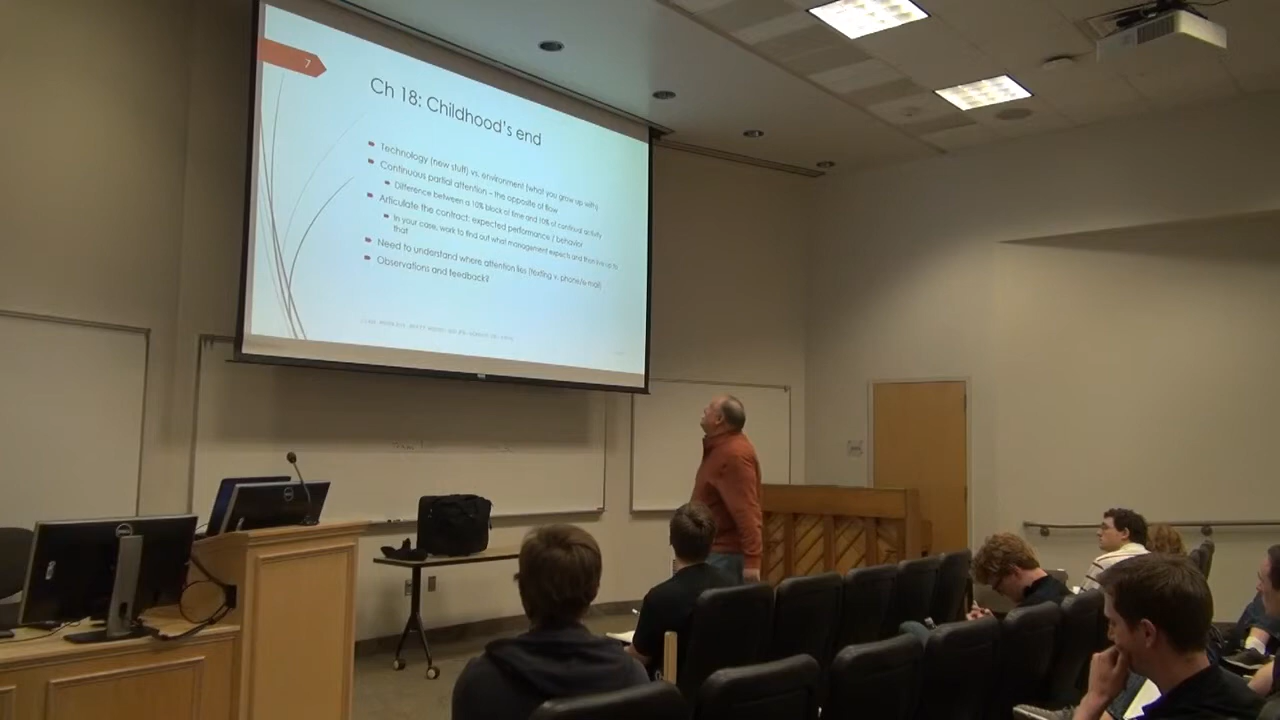 7
Ch 18: Childhood's end
Technology (new stuff) vs. environment (what you grow up with)
Continuous partial attention – the opposite of flow
Difference between a 10% block of time and 10% of continual activity
Articulate the contract, expected performance / behavior
In your case, work to find out what management expects and then live up to
that
Need to understand where attention lies (texting v. phone/e-mail)
Observations and feedback?
DELL